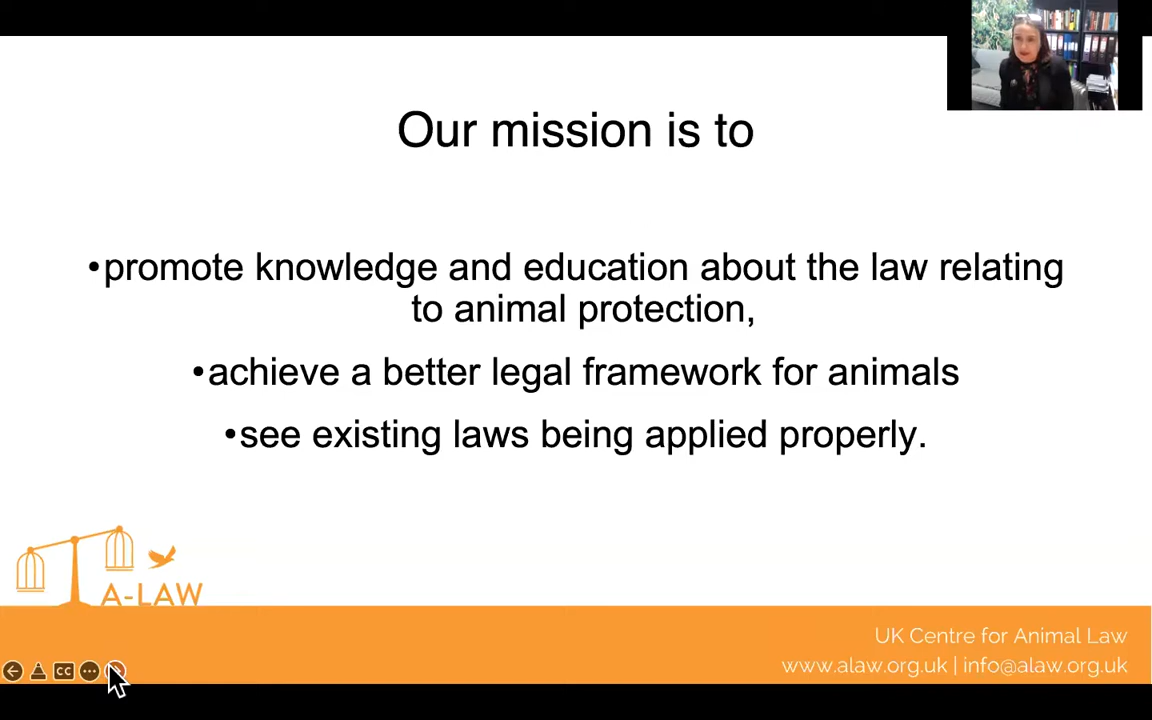 Our mission is to
•promote knowledge and education about the law relating
to animal protection,
•achieve a better legal framework for animals
•see existing laws being applied properly.
A-LAW
UK Centre for Animal Law
www.alaw.org.uk | info@alaw.org.uk
CC